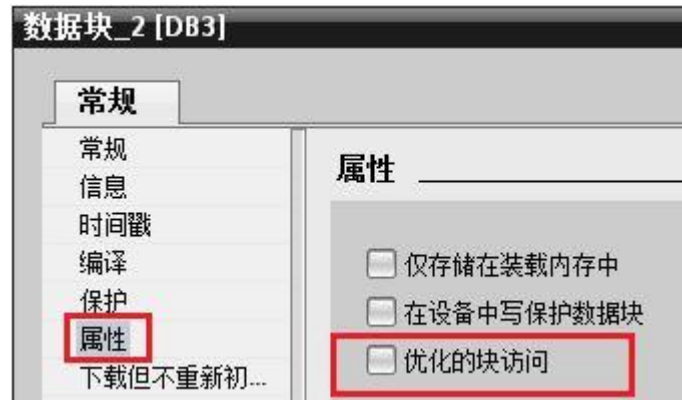 数据块_2 [DB3]
常规
常规
信息
时间戳
编译
保护
属性
下载但不重新初...
属性
仅存储在装载内存中
在设备中写保护数据块
优化的块访问